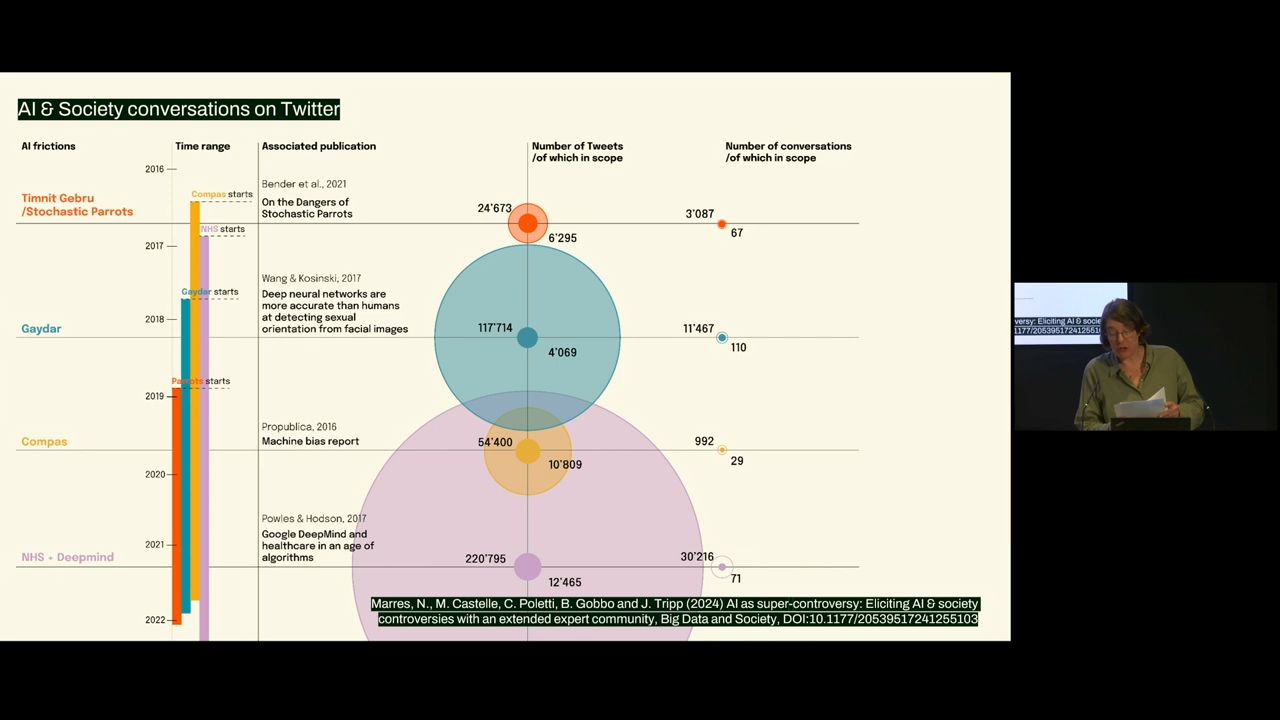 AI & Society conversations on Twitter
AI frictions
Time range
Associated publication
Number of Tweets
/of which in scope
Number of conversations
/of which in scope
2016
Bender et al., 2021
Compas starts
Timnit Gebru
/Stochastic Parrots
On the Dangers of
Stochastic Parrots
24'673
6'295
3'087
67
NHS starts
2017
Wang & Kosinski, 2017
Gaydar starts
Deep neural networks are
more accurate than humans
at detecting sexual
orientation from facial images
2018
Gaydar
117'714
4'069
11'467
110
Parrots starts
2019
Propublica, 2016
Compas
Machine bias report
54'400
10'809
992
29
2020
Powles & Hodson, 2017
Google DeepMind and
healthcare in an age of
algorithms
2021
NHS + Deepmind
220'795
12'465
30'216
71
2022
Marres, N., M. Castelle, C. Poletti, B. Gobbo and J. Tripp (2024) AI as super-controversy: Eliciting AI & society
controversies with an extended expert community, Big Data and Society, DOI:10.1177/20539517241255103
versy: Eliciting AI & socie
1177/2053951724125510